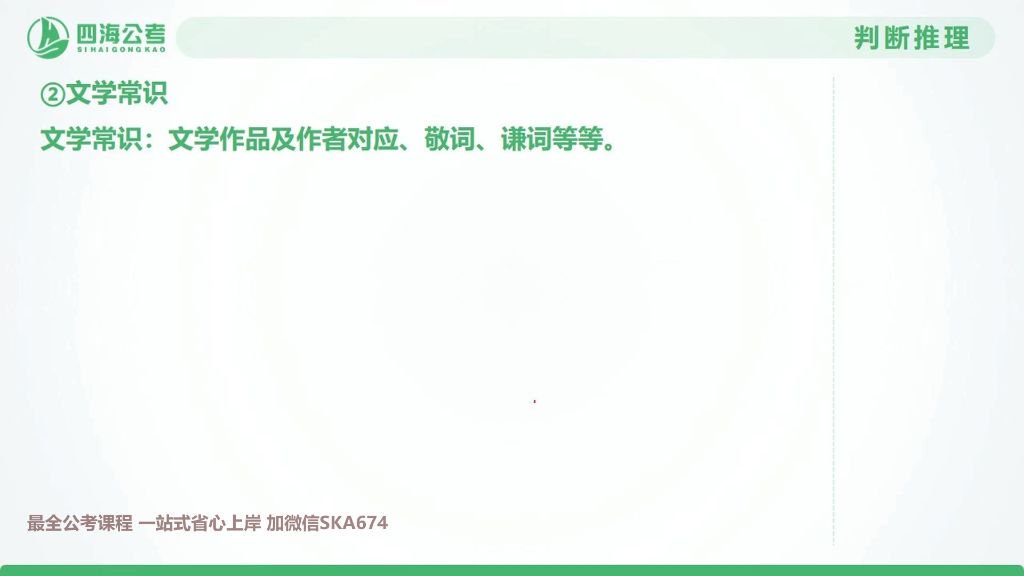 四海公考
SIHAIGONGKAO
判断推理
②文学常识
文学常识：文学作品及作者对应、敬词、谦词等等。
最全公考课程 一站式省心上岸 加微信SKA674